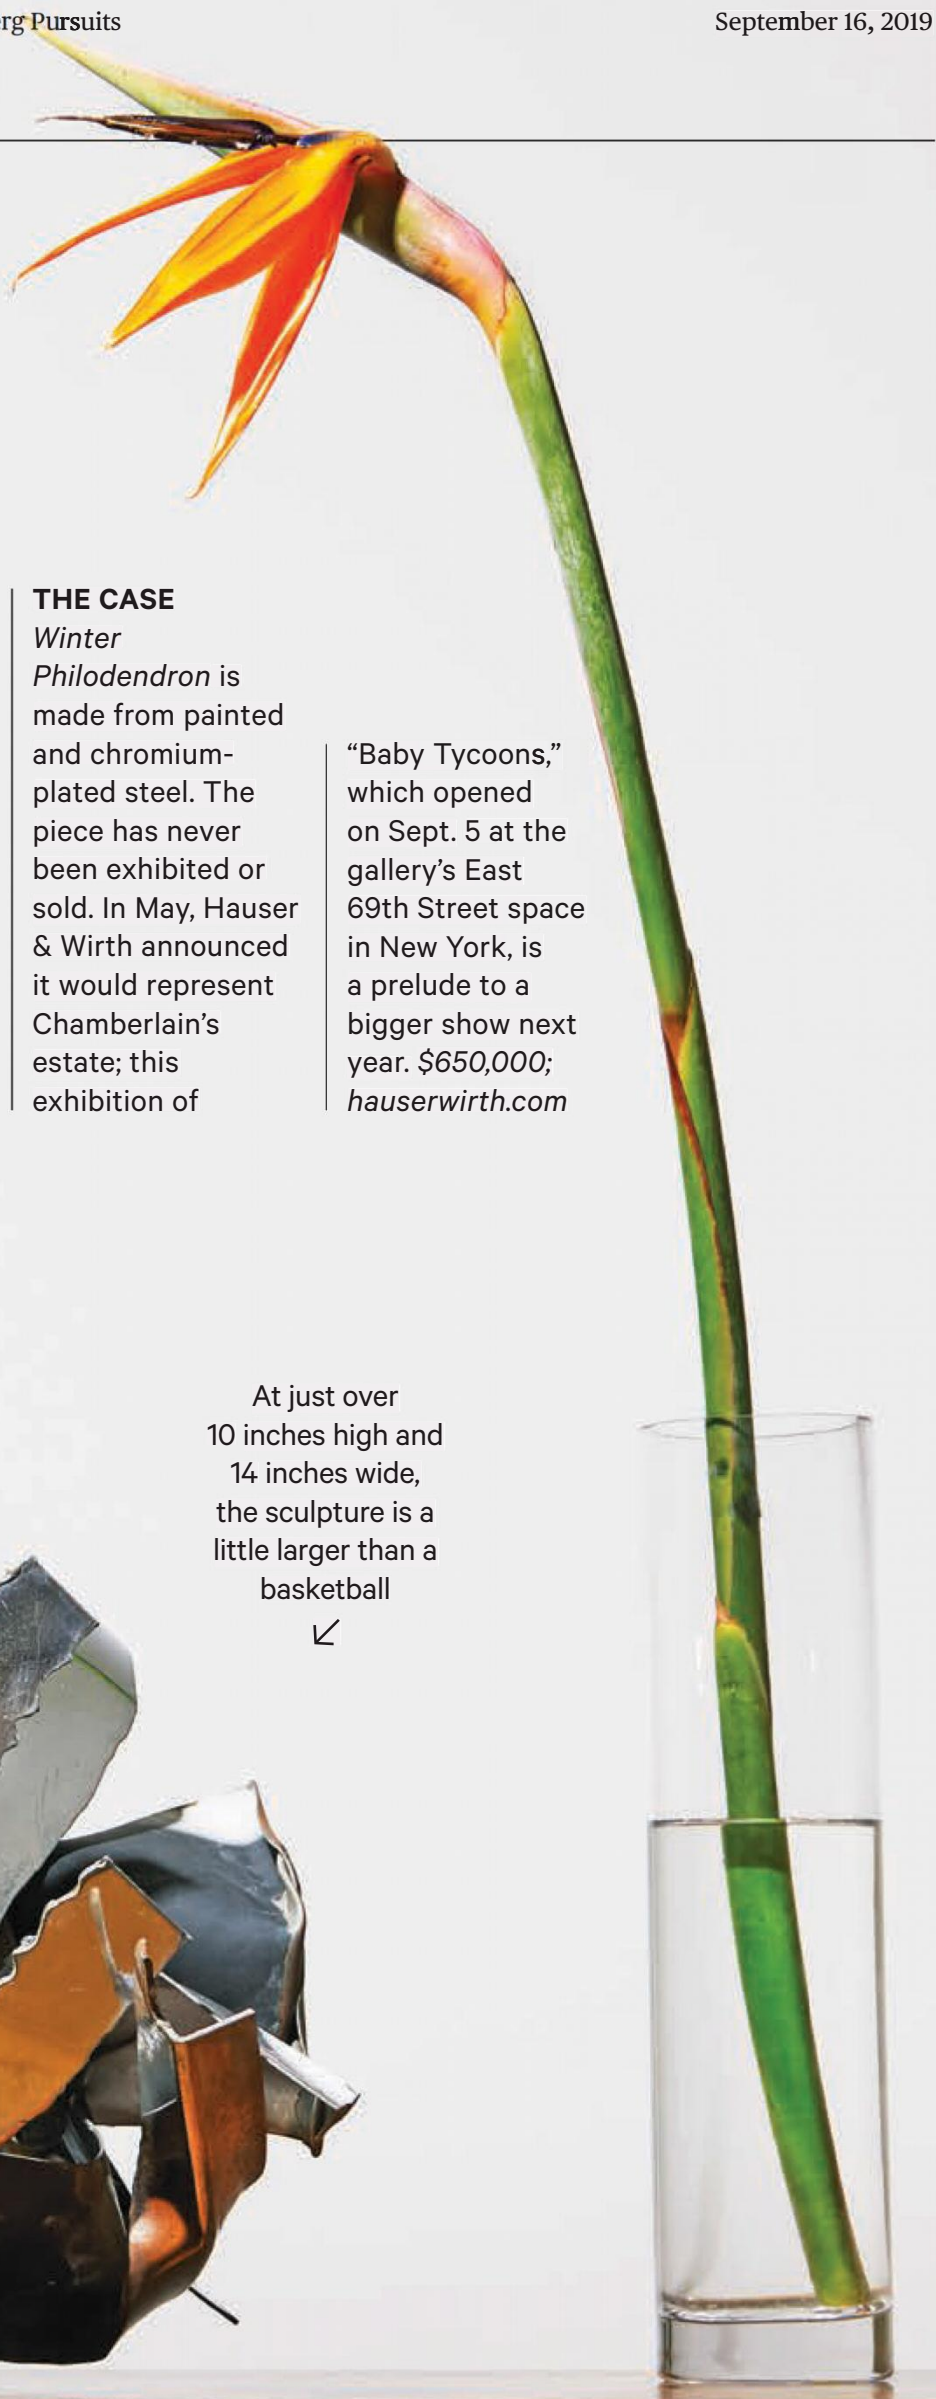 Pursuits
September 16, 2019
THE CASE
Winter
Philodendron is
made from painted
and chromium-
plated steel. The
piece has never
been exhibited or
sold. In May, Hauser
& Wirth announced
it would represent
Chamberlain’s
estate; this
exhibition of
“Baby Tycoons,”
which opened
on Sept. 5 at the
gallery’s East
69th Street space
in New York, is
a prelude to a
bigger show next
year. $650,000;
hauserwirth.com
At just over
10 inches high and
14 inches wide,
the sculpture is a
little larger than a
basketball